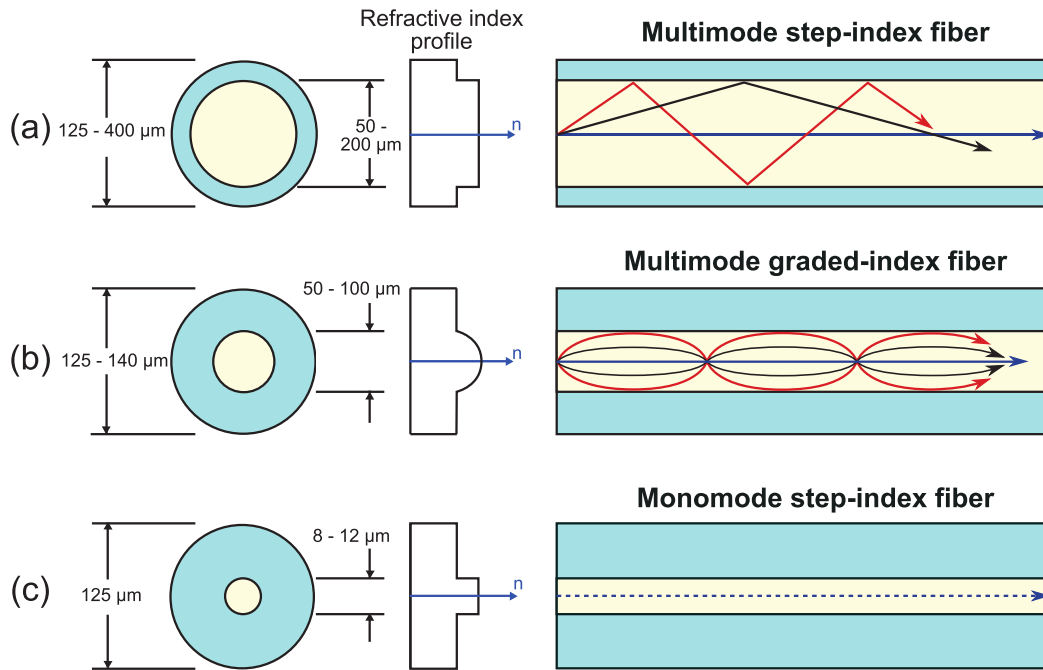 Refractive index
profile
Multimode step-index fiber
(a)
125 - 400 µm
50 -
200 µm
n
Multimode graded-index fiber
50 - 100 µm
(b)
125 - 140 µm
n
Monomode step-index fiber
8 - 12 µm
(c)
125 µm
n